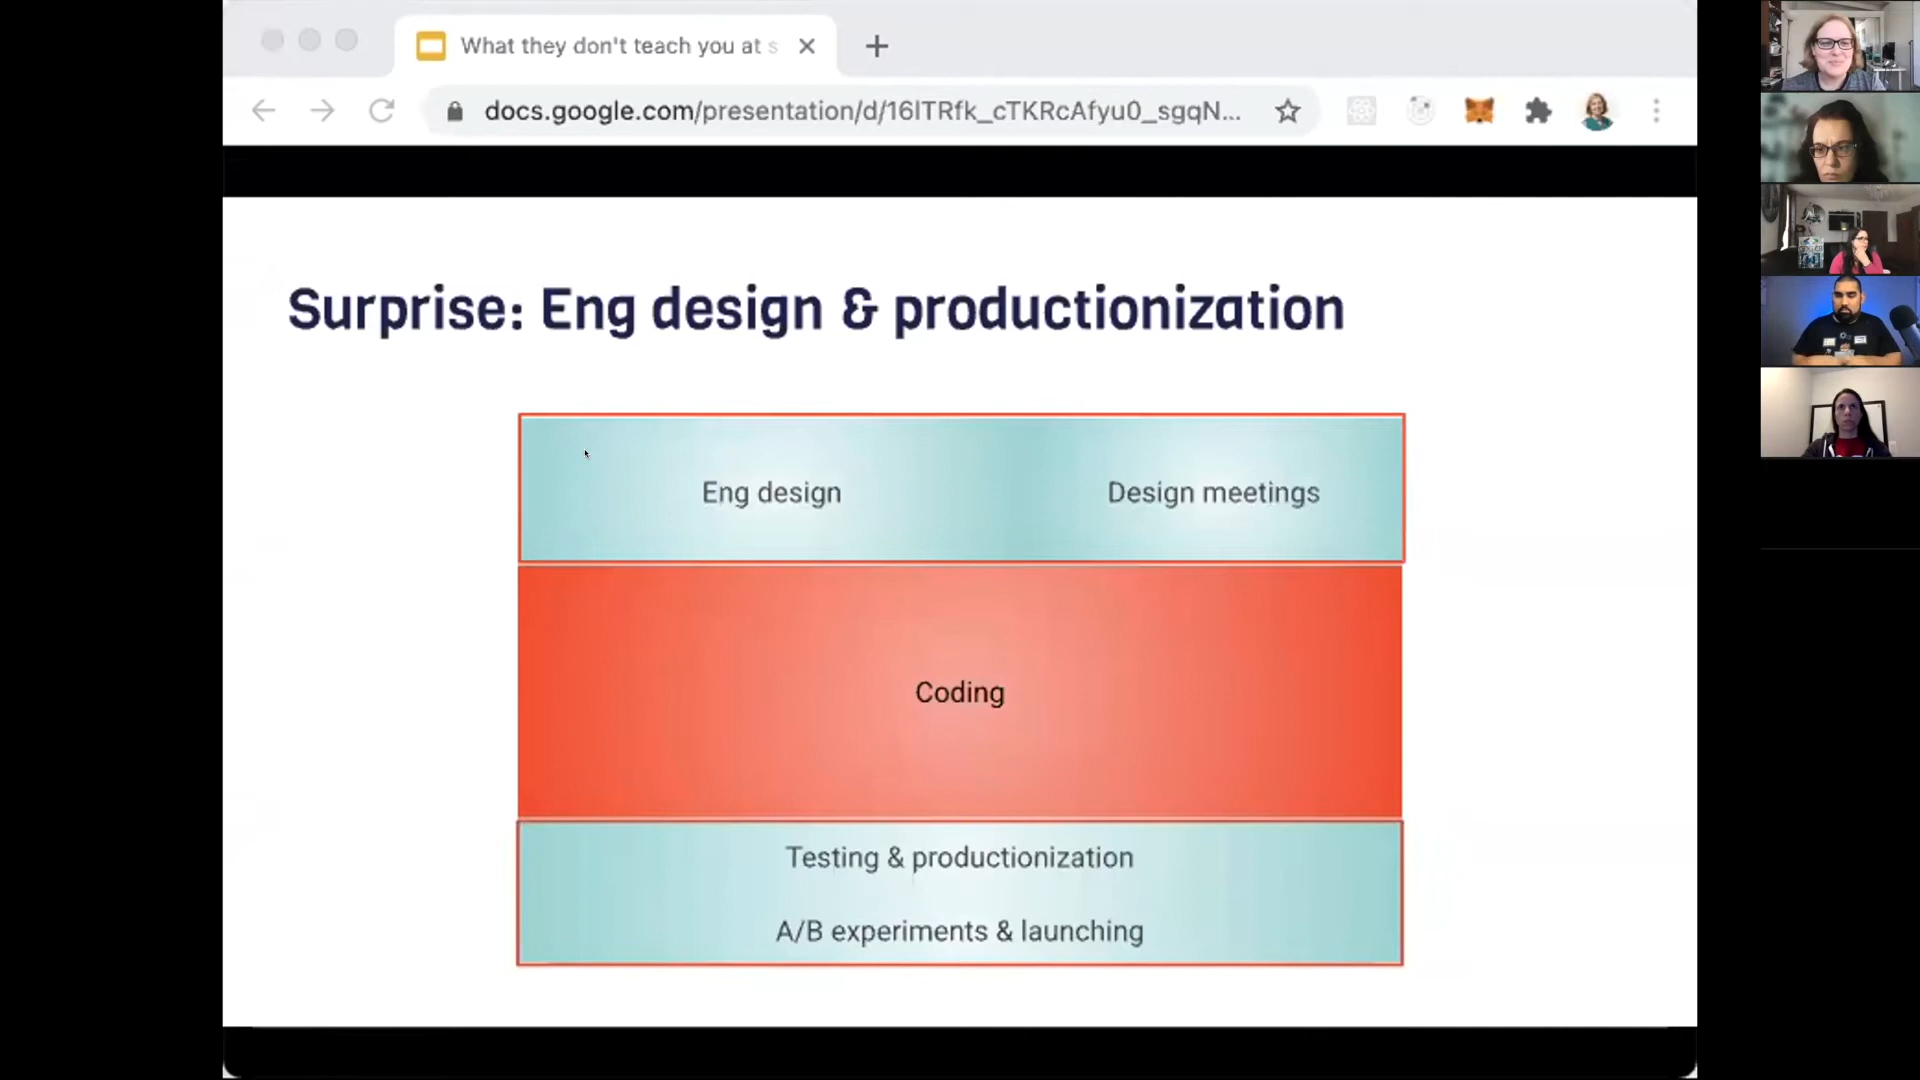 What they don't teach you at s
docs.google.com/presentation/d/16lTRfk_cTKRcAfyu0_sgqN...
Surprise: Eng design & productionization
Eng design
Design meetings
Coding
Testing & productionization
A/B experiments & launching